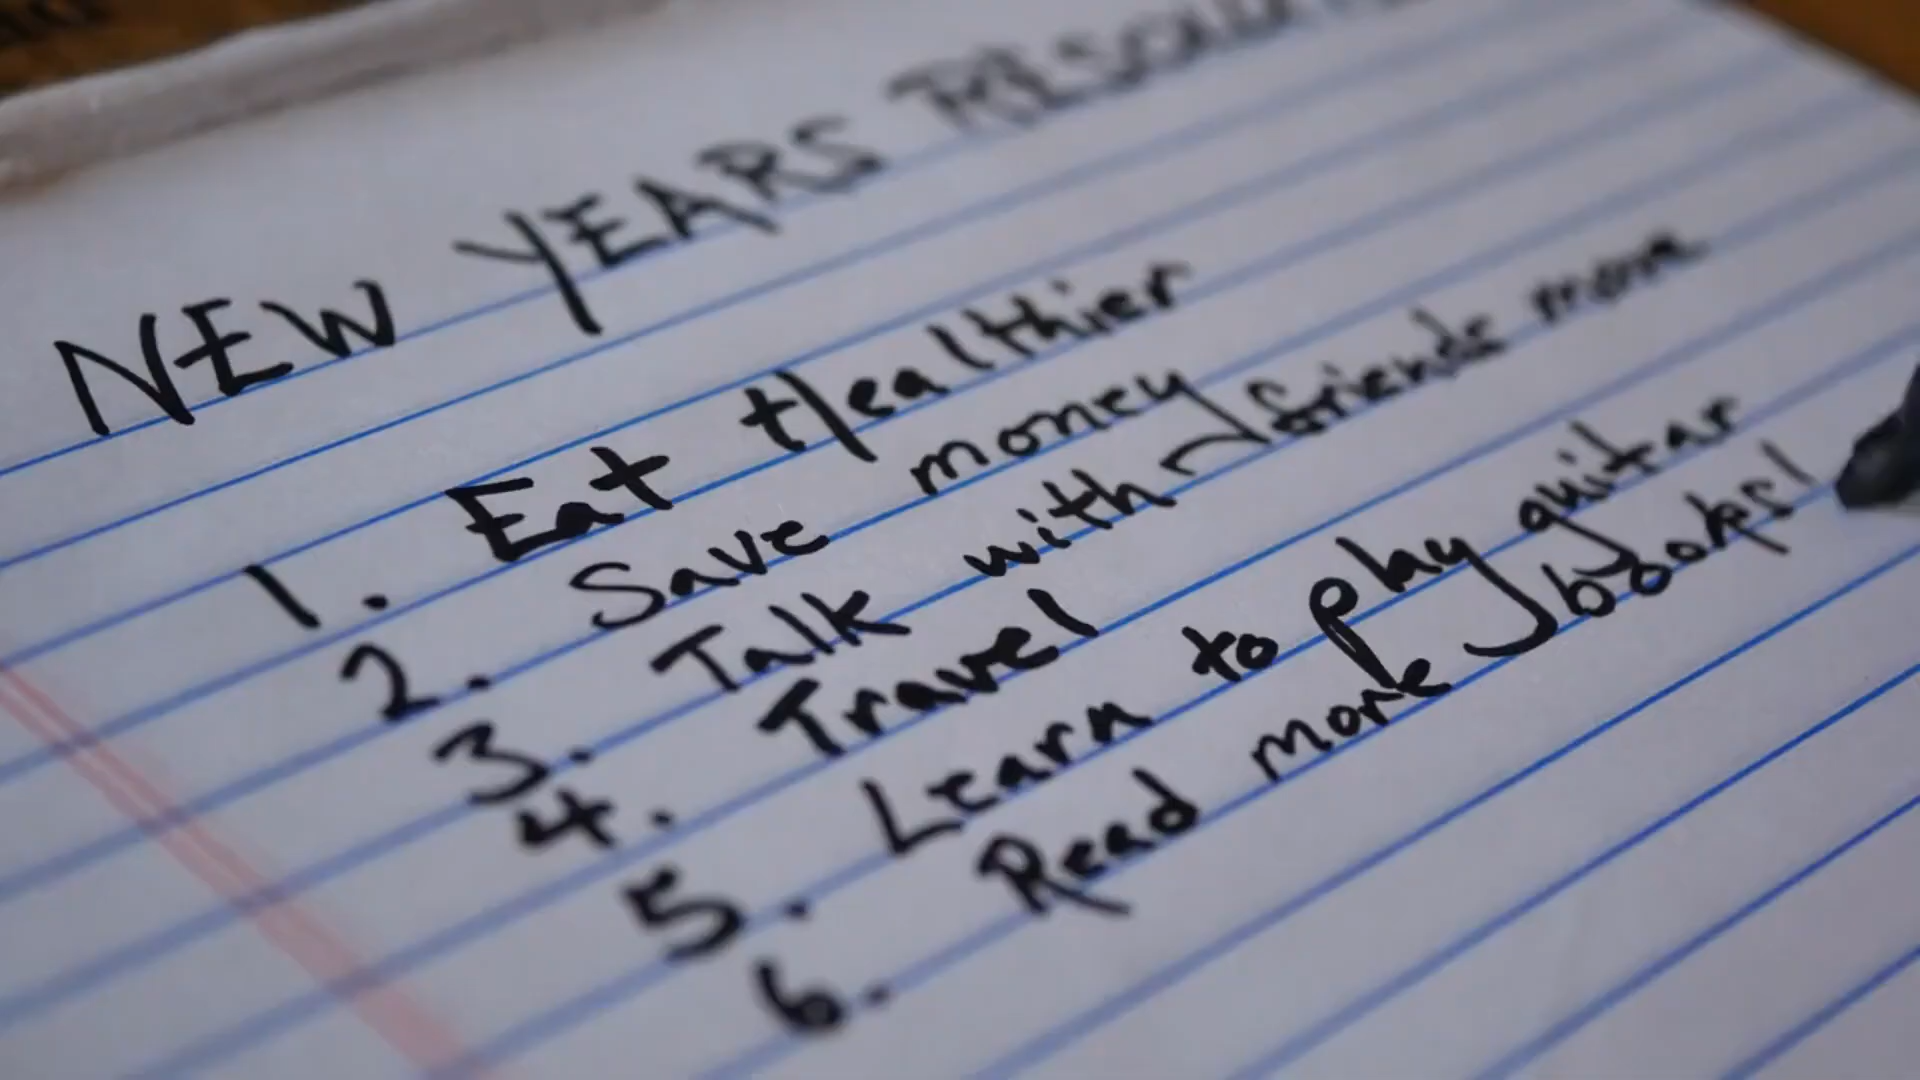 NEW YEARS RESOLUT
1. Eat Healthier
2. Save money
3. Talk with friends more
4. Travel
5. Learn to play guitar
6. Read more books!